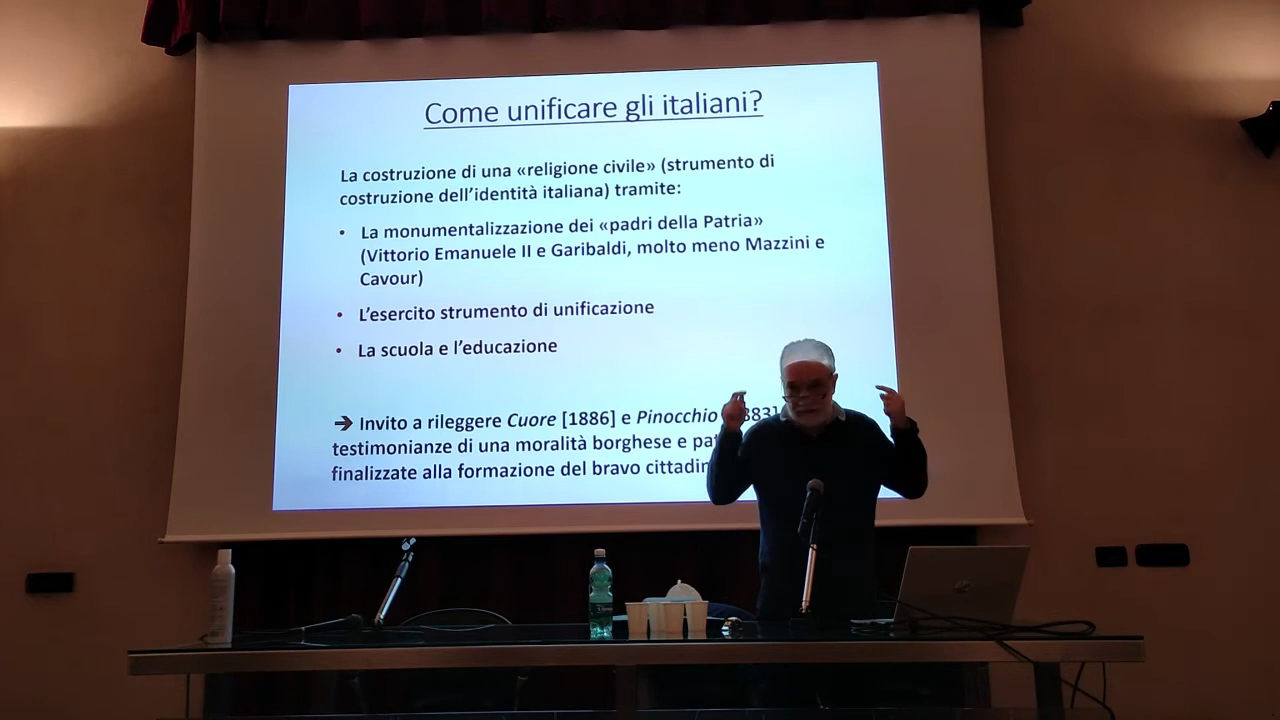 Come unificare gli italiani?
La costruzione di una «religione civile» (strumento di
costruzione dell'identità italiana) tramite:
• La monumentalizzazione dei «padri della Patria»
(Vittorio Emanuele II e Garibaldi, molto meno Mazzini e
Cavour)
• L'esercito strumento di unificazione
• La scuola e l'educazione
➔ Invito a rileggere Cuore [1886] e Pinocchio 883]
testimonianze di una moralità borghese e
finalizzate alla formazione del bravo